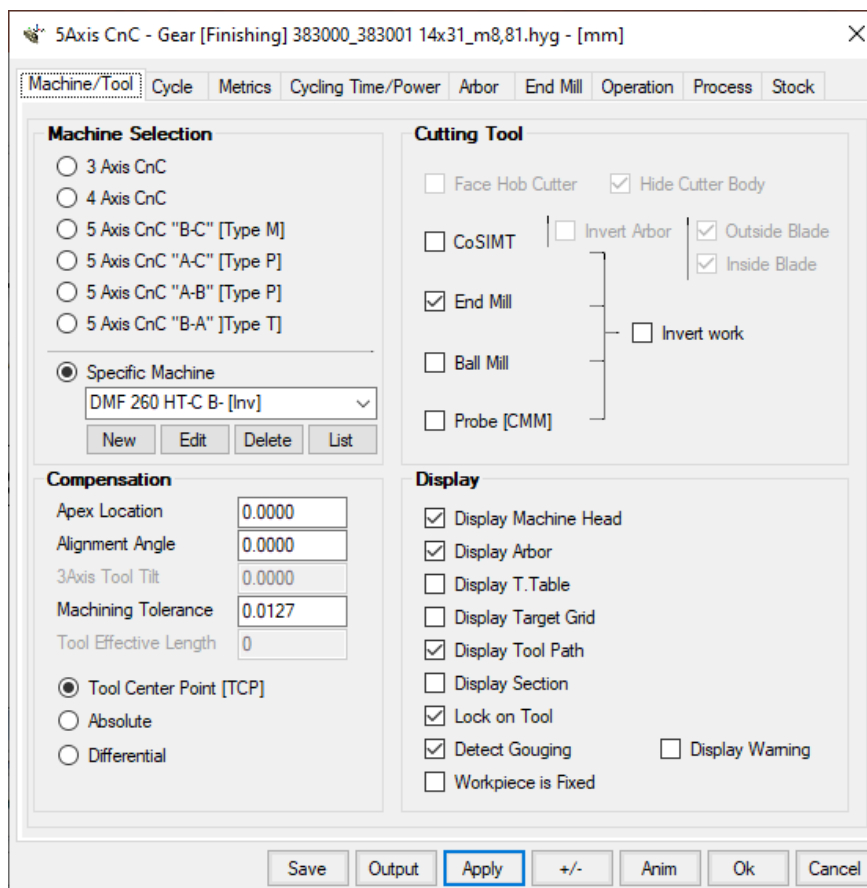 5Axis CnC - Gear [Finishing] 383000_383001 14x31_m8,81.hyg - [mm]
Machine/Tool Cycle Metrics Cycling Time/Power Arbor End Mill Operation Process Stock
Machine Selection
3 Axis CnC
4 Axis CnC
5 Axis CnC "B-C" [Type M]
5 Axis CnC "A-C" [Type P]
5 Axis CnC "A-B" [Type P]
5 Axis CnC "B-A" ]Type T]
Specific Machine
DMF 260 HT-C B- [Inv]
New Edit Delete List
Cutting Tool
Face Hob Cutter Hide Cutter Body
CoSIMT Invert Arbor Outside Blade
Inside Blade
End Mill
Invert work
Ball Mill
Probe [CMM]
Compensation
Apex Location 0.0000
Alignment Angle 0.0000
3Axis Tool Tilt 0.0000
Machining Tolerance 0.0127
Tool Effective Length 0
Tool Center Point [TCP]
Absolute
Differential
Display
Display Machine Head
Display Arbor
Display T.Table
Display Target Grid
Display Tool Path
Display Section
Lock on Tool
Detect Gouging Display Warning
Workpiece is Fixed
Save Output Apply +/- Anim Ok Cancel